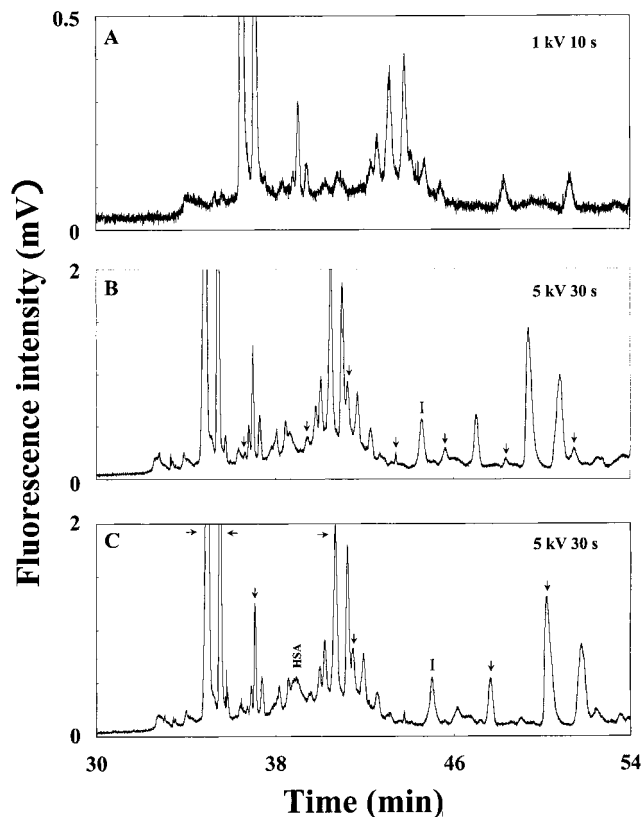 0.5
A
1 kV 10 s
0
2
B
5 kV 30 s
I
0
2
C
5 kV 30 s
HSA
I
0
30
38
46
54
Time (min)
Fluorescence intensity (mV)